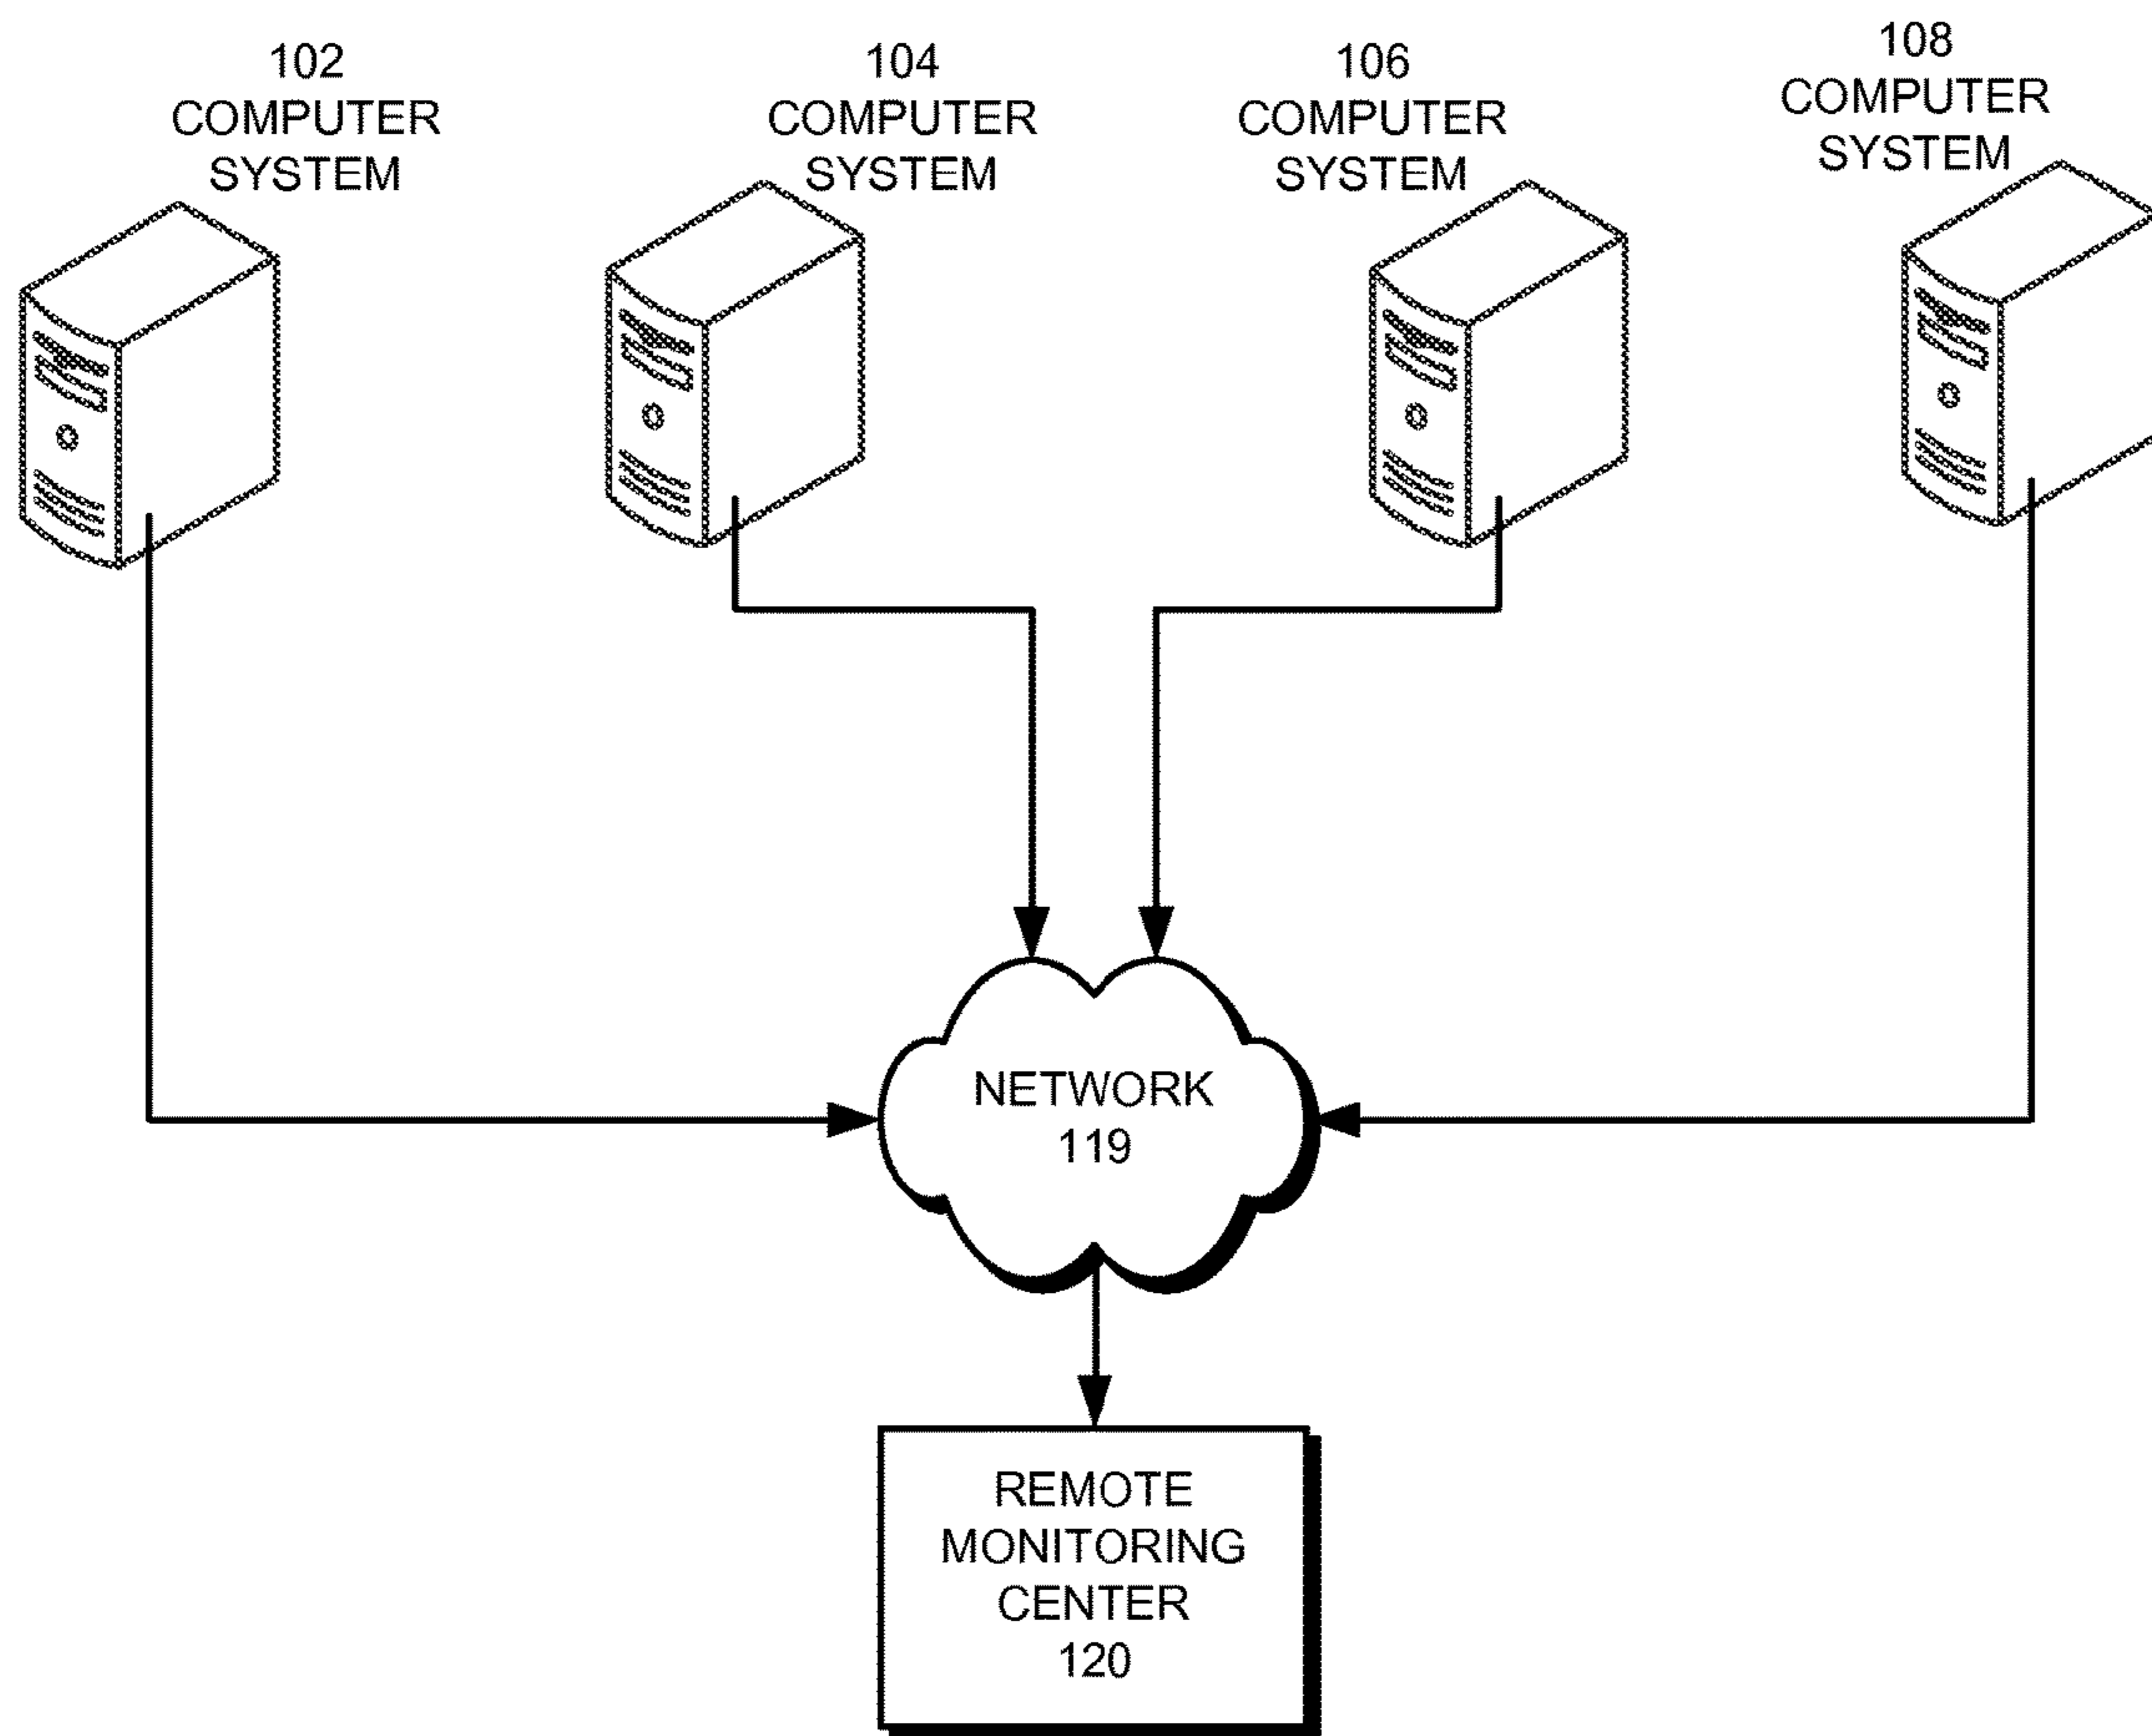 102
COMPUTER
SYSTEM
104
COMPUTER
SYSTEM
106
COMPUTER
SYSTEM
108
COMPUTER
SYSTEM
NETWORK
119
REMOTE
MONITORING
CENTER
120